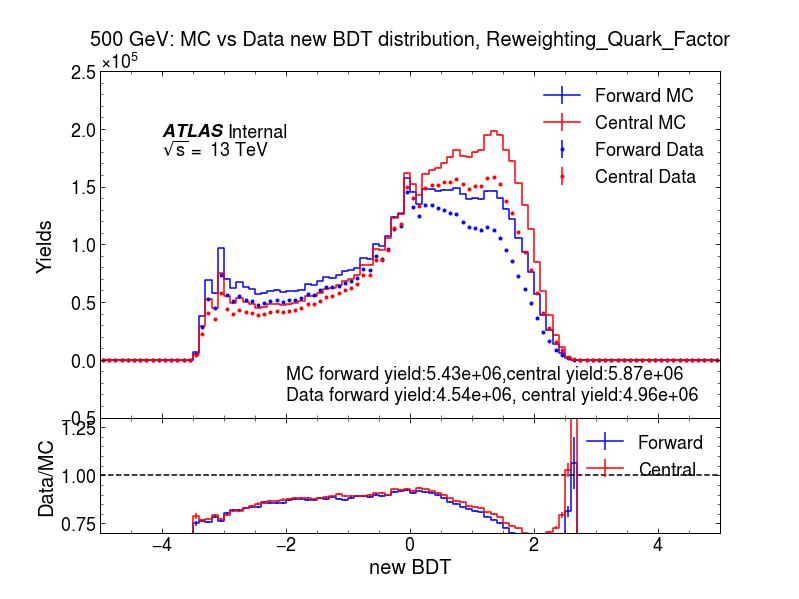 500 GeV: MC vs Data new BDT distribution, Reweighting_Quark_Factor
×10⁵
2.5
2.0
1.5
1.0
0.5
0.0
−0.5
Yields
ATLAS Internal
√s = 13 TeV
Forward MC
Central MC
Forward Data
Central Data
MC forward yield:5.43e+06,central yield:5.87e+06
Data forward yield:4.54e+06, central yield:4.96e+06
1.25
1.00
0.75
Data/MC
Forward
Central
−4
−2
0
2
4
new BDT